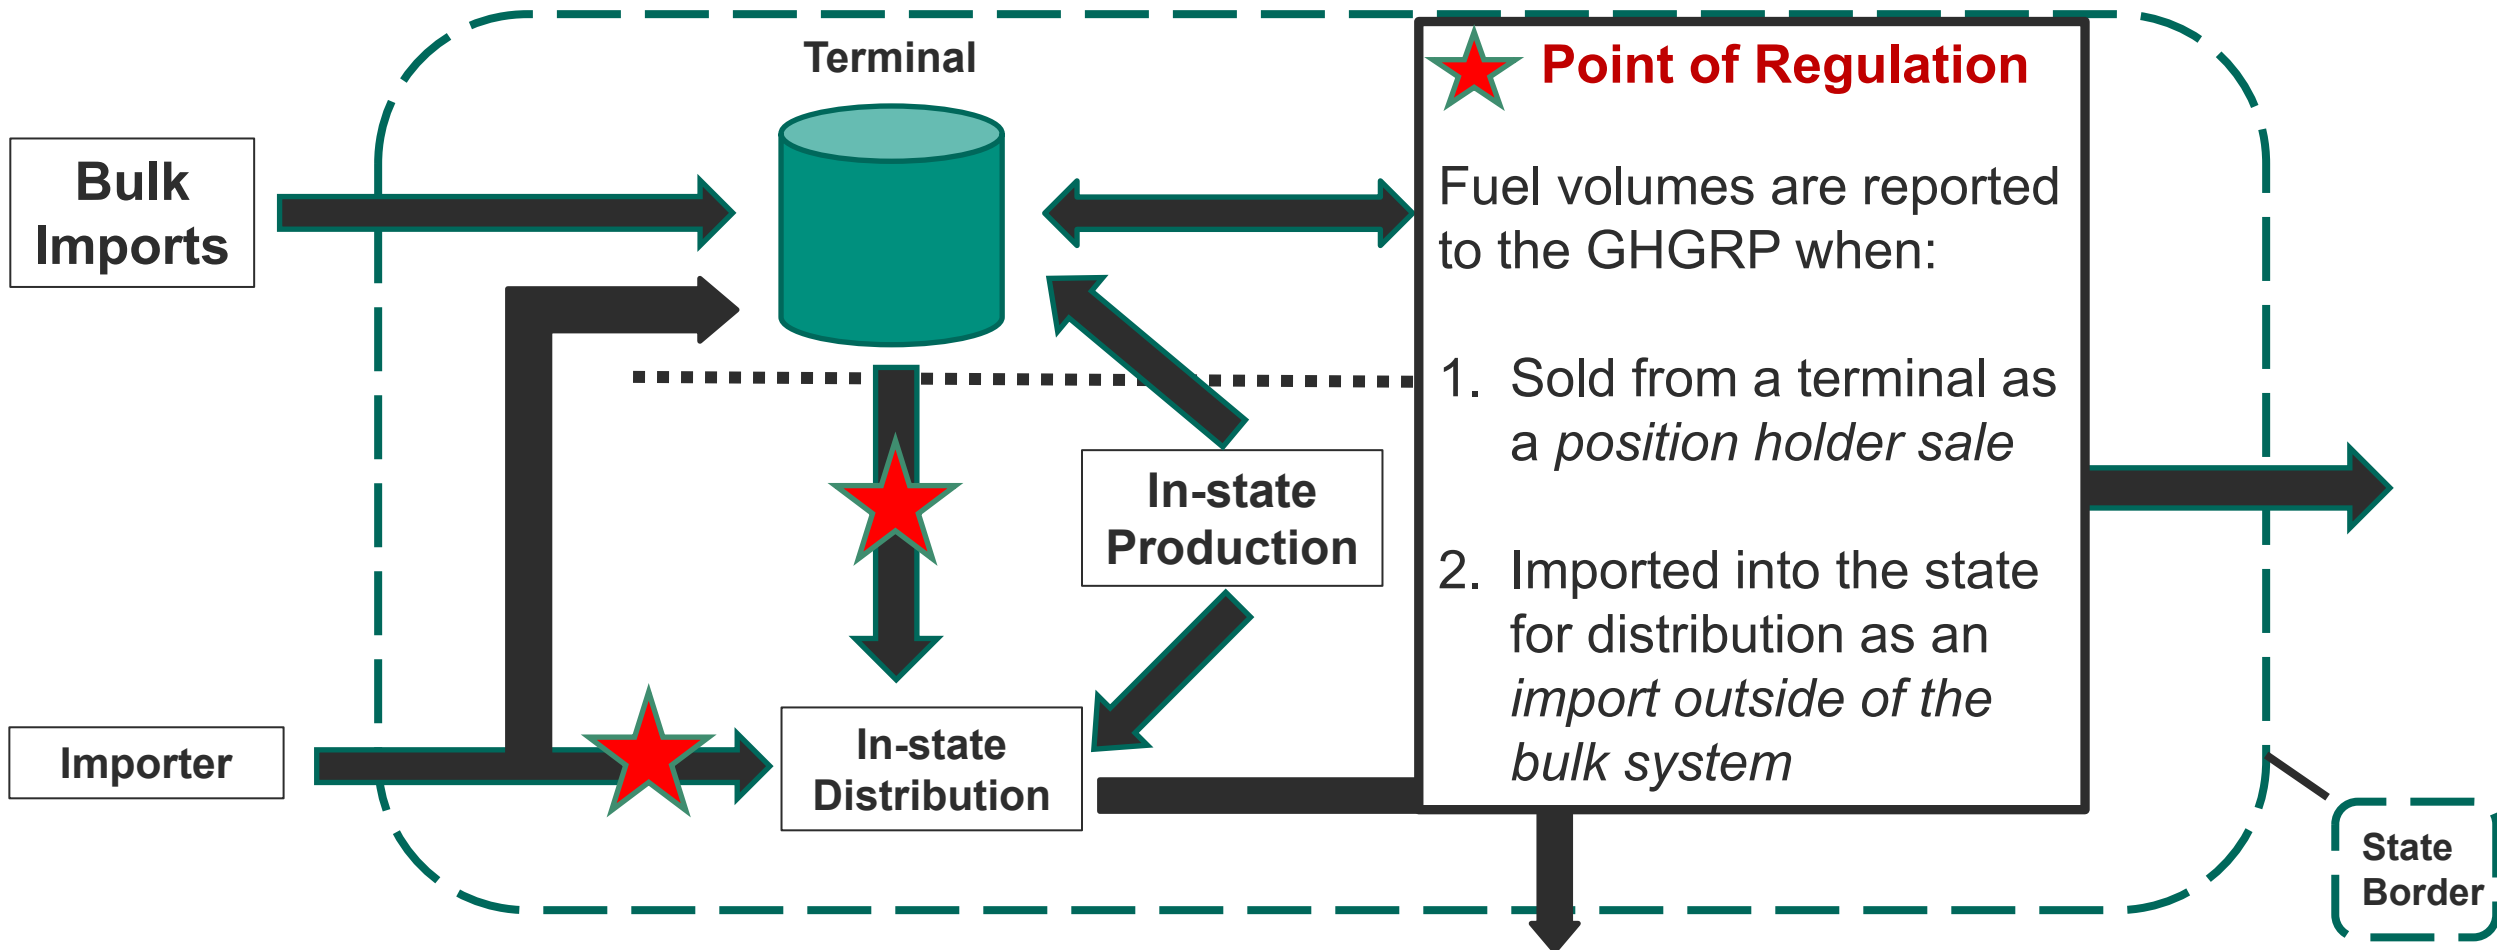 Terminal
Point of Regulation
Bulk
Imports
Fuel volumes are reported
to the GHGRP when:
1. Sold from a terminal as
a position holder sale
In-state
Production
2. Imported into the state
for distribution as an
import outside of the
bulk system
Importer
In-state
Distribution
State
Border